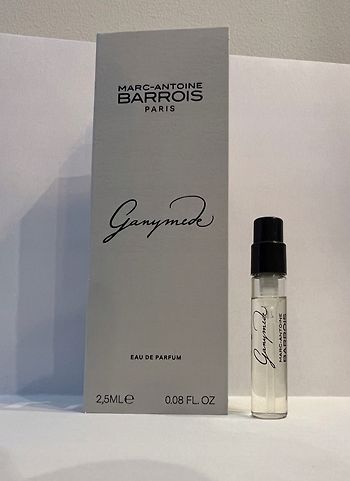 MARC-ANTOINE
BARROIS
PARIS
Ganymede
EAU DE PARFUM
2,5ML℮ 0.08 FL. OZ
Ganymede
MARC-ANTOINE
BARROIS